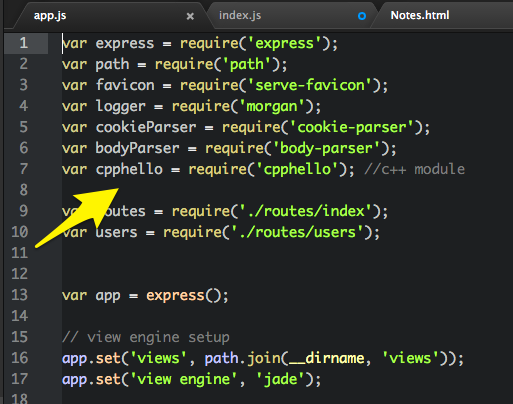 app.js × index.js Notes.html
1 var express = require('express');
2 var path = require('path');
3 var favicon = require('serve-favicon');
4 var logger = require('morgan');
5 var cookieParser = require('cookie-parser');
6 var bodyParser = require('body-parser');
7 var cpphello = require('cpphello'); //c++ module
8
9 var routes = require('./routes/index');
10 var users = require('./routes/users');
11
12
13 var app = express();
14
15 // view engine setup
16 app.set('views', path.join(__dirname, 'views'));
17 app.set('view engine', 'jade');
18